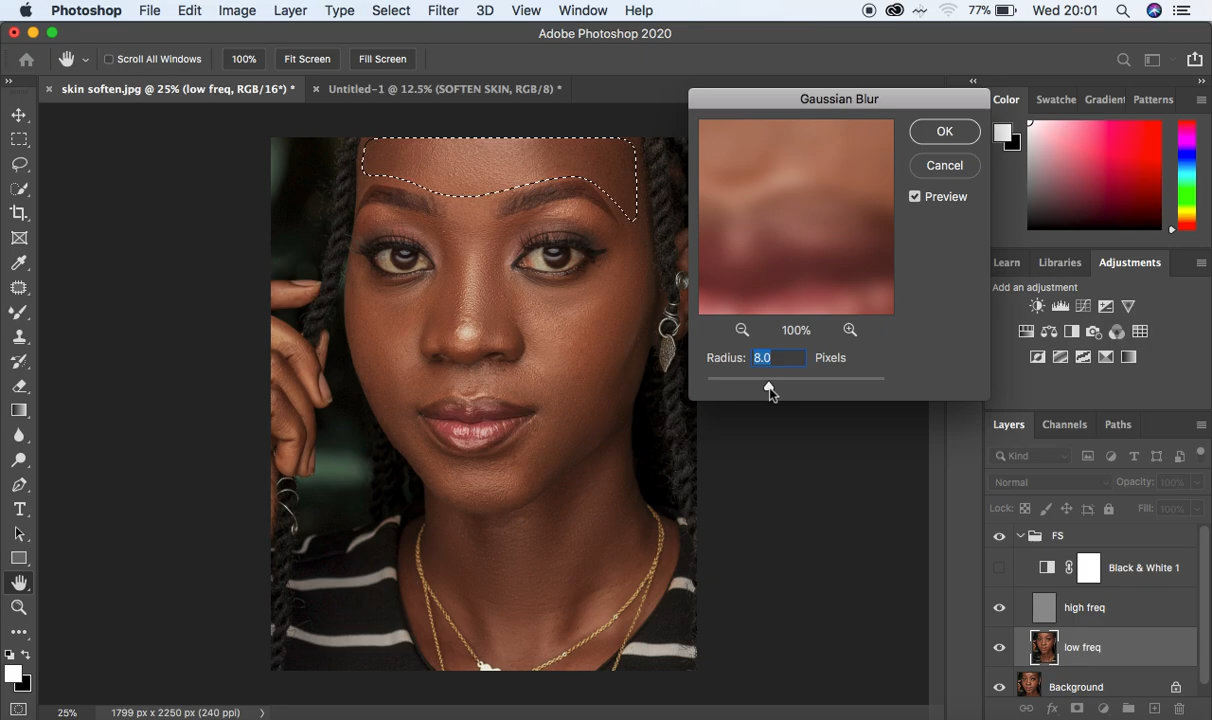 Photoshop File Edit Image Layer Type Select Filter 3D View Window Help 77% Wed 20:01
Adobe Photoshop 2020
Scroll All Windows 100% Fit Screen Fill Screen
skin soften.jpg @ 25% (low freq, RGB/16*) * Untitled-1 @ 12.5% (SOFTEN SKIN, RGB/8) *
Gaussian Blur
OK
Cancel
Preview
100%
Radius: 8.0 Pixels
Color Swatche Gradien Patterns
Learn Libraries Adjustments
Add an adjustment
Layers Channels Paths
Kind
Normal Opacity: 100%
Lock: Fill: 100%
FS
Black & White 1
high freq
low freq
Background
25% 1799 px x 2250 px (240 ppi)